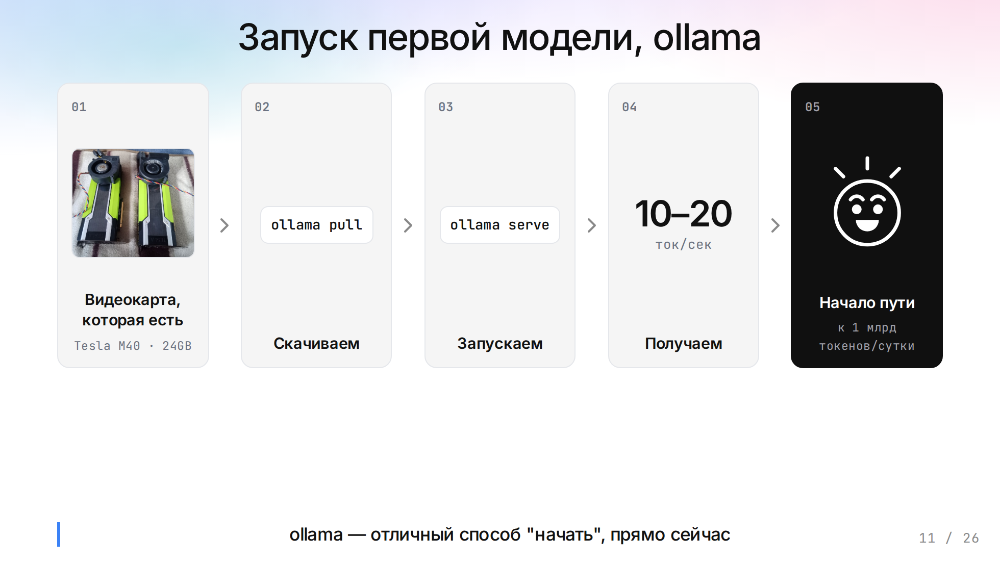 Запуск первой модели, ollama
01
Видеокарта,
которая есть
Tesla M40 · 24GB
02
ollama pull
Скачиваем
03
ollama serve
Запускаем
04
10–20
ток/сек
Получаем
05
Начало пути
к 1 млрд
токенов/сутки
ollama — отличный способ "начать", прямо сейчас
11 / 26